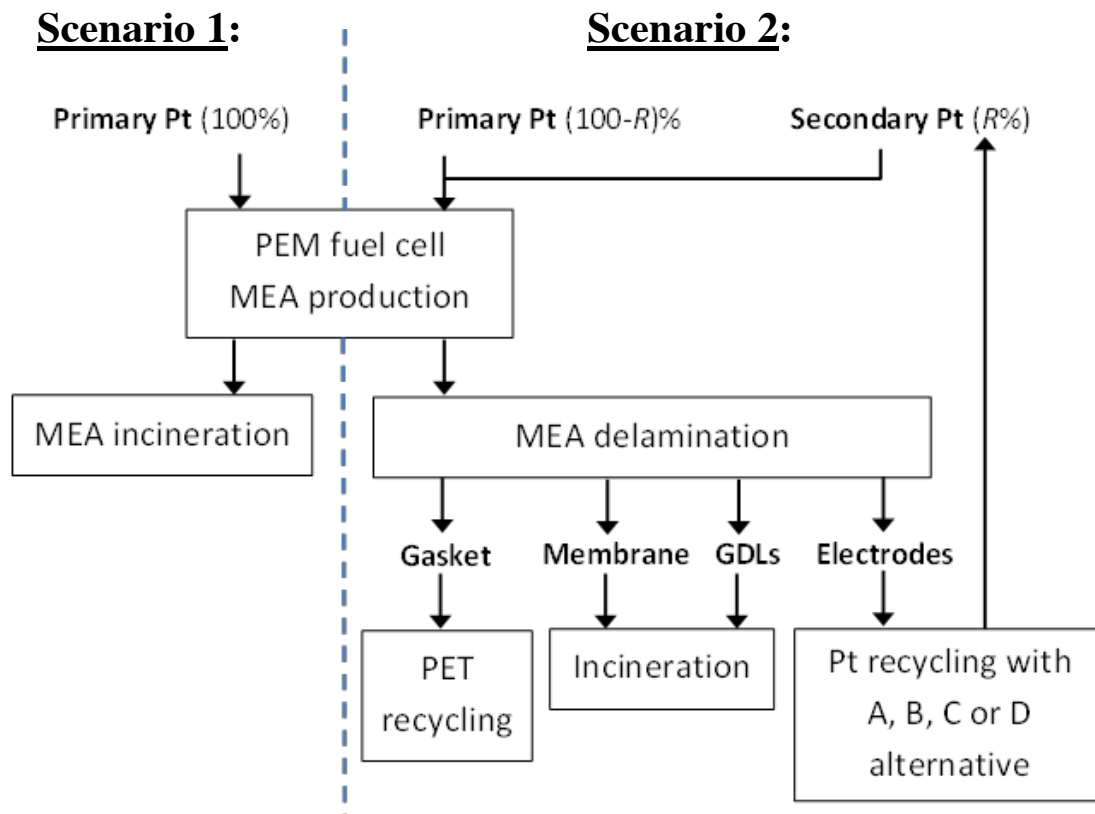 Scenario 1:
Scenario 2:
Primary Pt (100%)
Primary Pt (100-R)%
Secondary Pt (R%)
PEM fuel cell
MEA production
MEA incineration
MEA delamination
Gasket
Membrane
GDLs
Electrodes
PET
recycling
Incineration
Pt recycling with
A, B, C or D
alternative